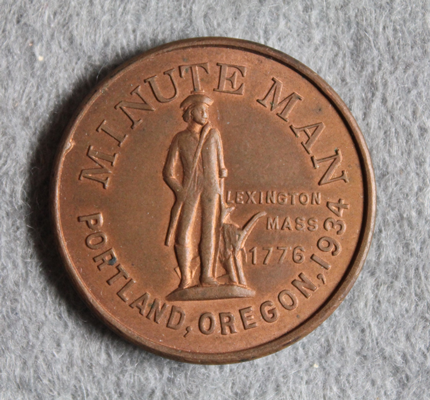 MINUTE MAN
LEXINGTON
MASS
1776
PORTLAND, OREGON, 1934